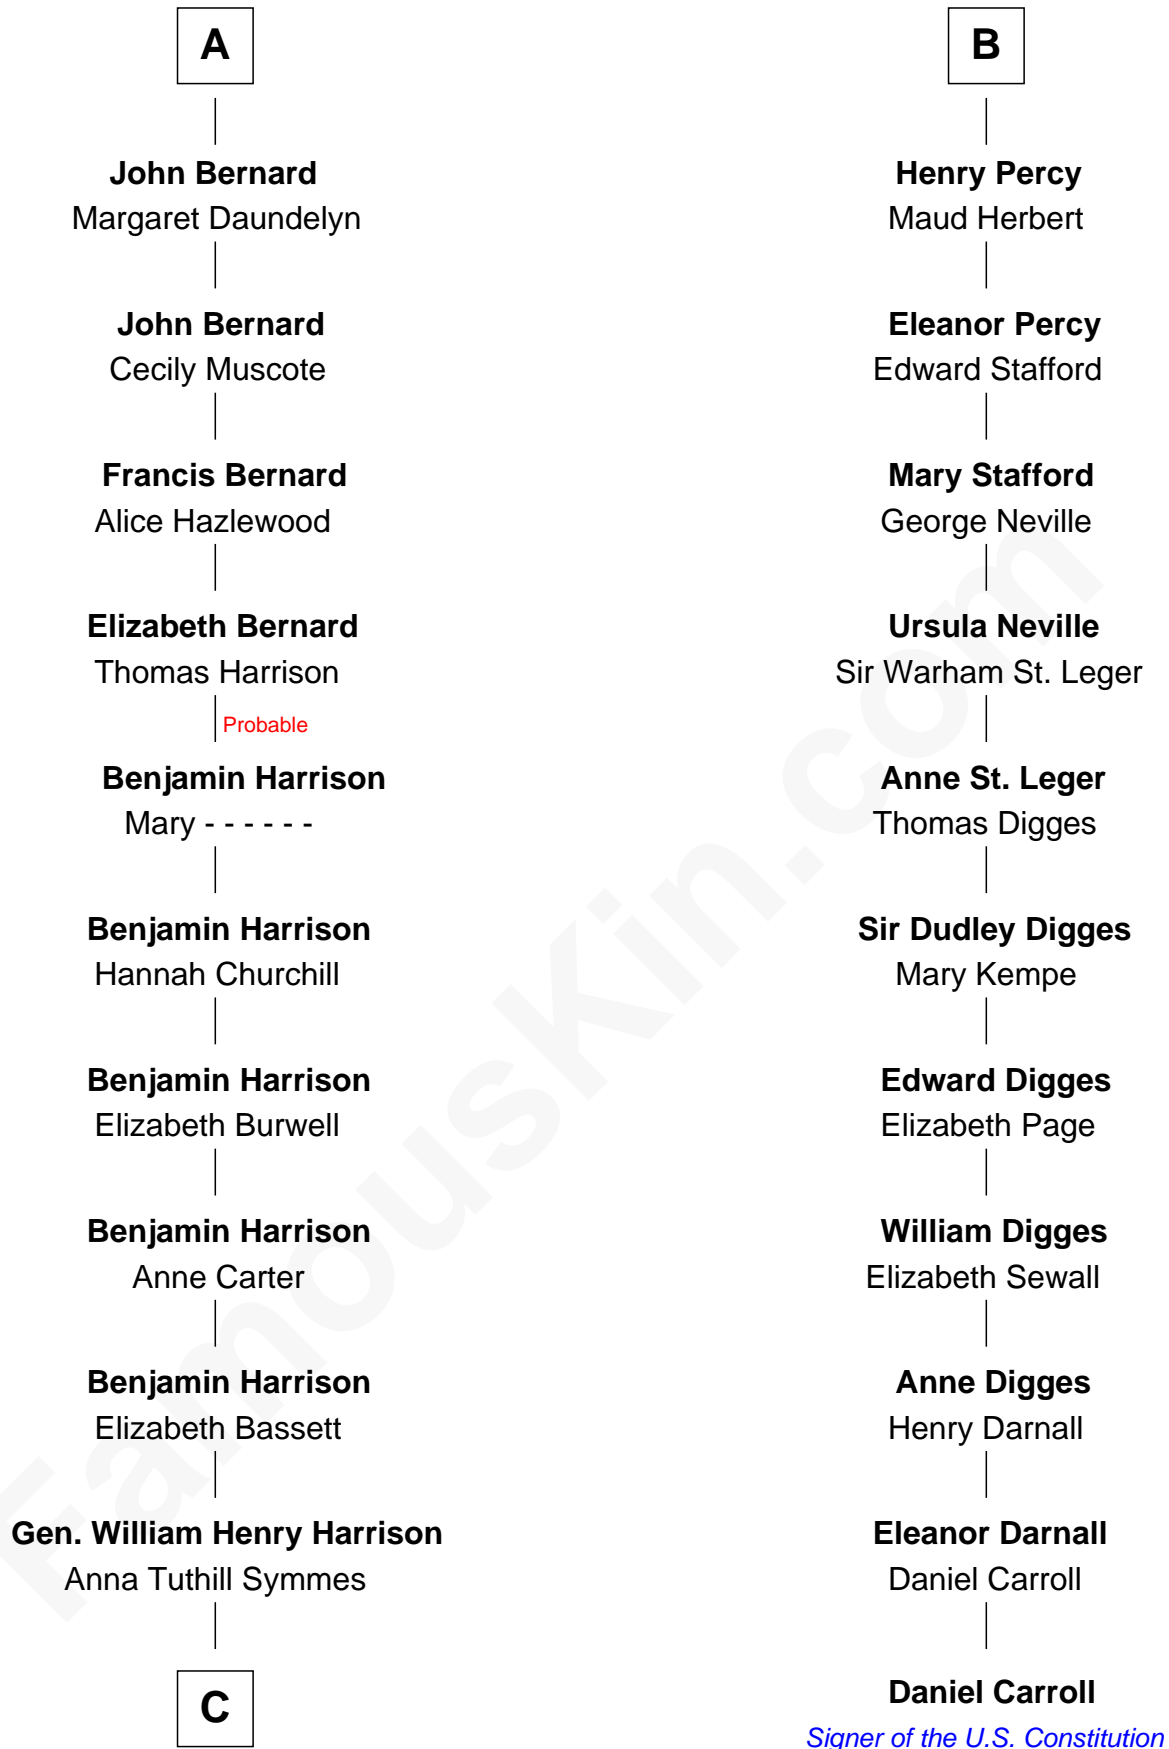 A
John Bernard
Margaret Daundelyn
John Bernard
Cecily Muscote
Francis Bernard
Alice Hazlewood
Elizabeth Bernard
Thomas Harrison
Probable
Benjamin Harrison
Mary - - - - - -
Benjamin Harrison
Hannah Churchill
Benjamin Harrison
Elizabeth Burwell
Benjamin Harrison
Anne Carter
Benjamin Harrison
Elizabeth Bassett
Gen. William Henry Harrison
Anna Tuthill Symmes
C
B
Henry Percy
Maud Herbert
Eleanor Percy
Edward Stafford
Mary Stafford
George Neville
Ursula Neville
Sir Warham St. Leger
Anne St. Leger
Thomas Digges
Sir Dudley Digges
Mary Kempe
Edward Digges
Elizabeth Page
William Digges
Elizabeth Sewall
Anne Digges
Henry Darnall
Eleanor Darnall
Daniel Carroll
Daniel Carroll
Signer of the U.S. Constitution
FamousKin.com